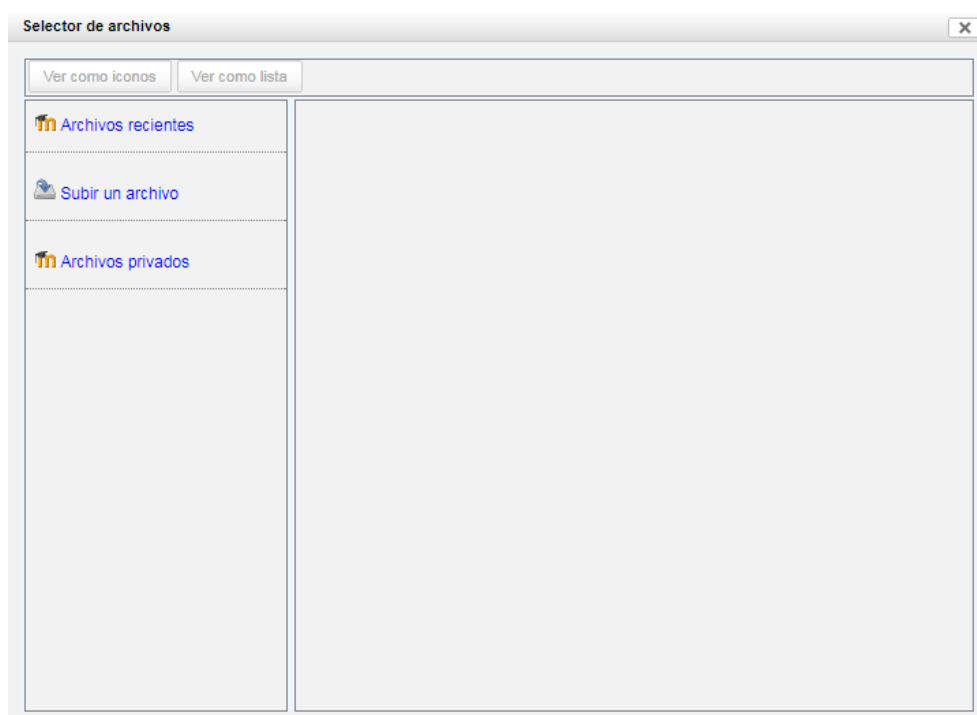 Selector de archivos
Ver como iconos
Ver como lista
Archivos recientes
Subir un archivo
Archivos privados